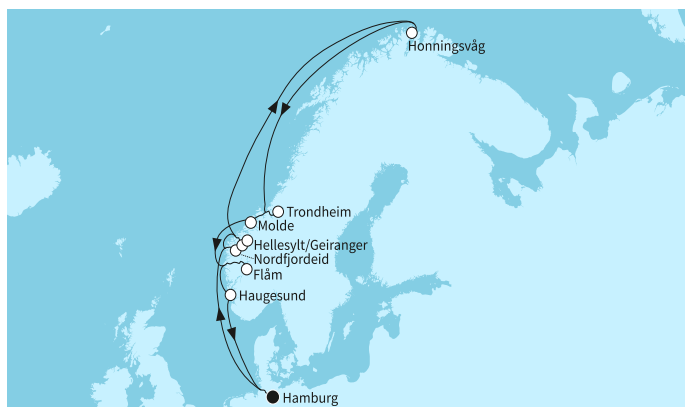 Honningsvåg
Trondheim
Molde
Hellesylt/Geiranger
Nordfjordeid
Flåm
Haugesund
Hamburg